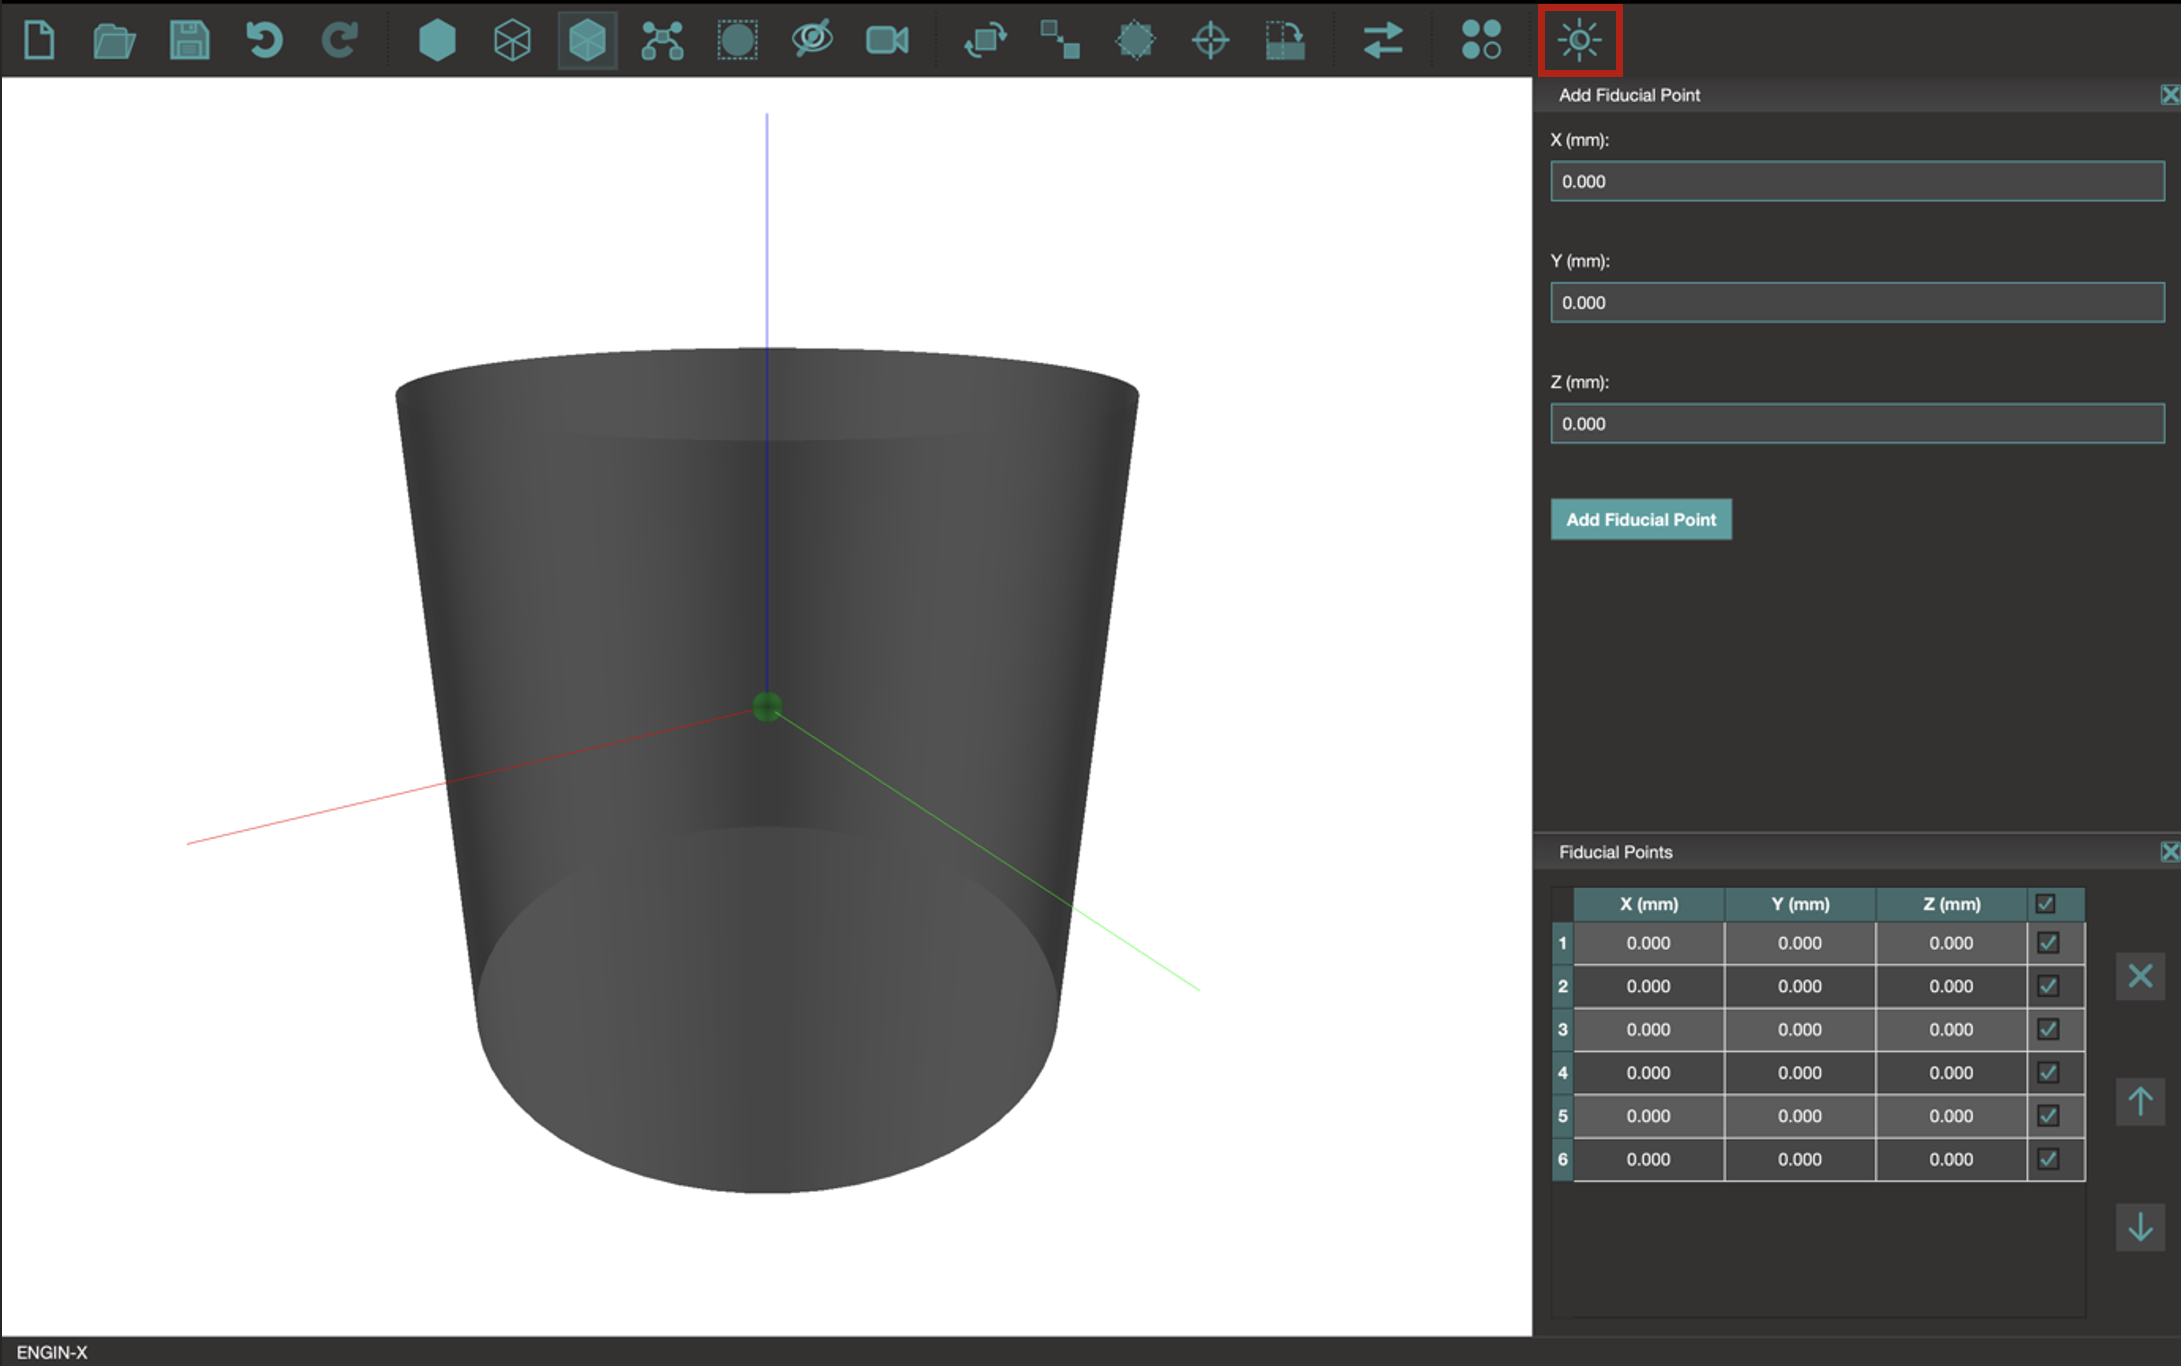 Add Fiducial Point
X (mm):
0.000
Y (mm):
0.000
Z (mm):
0.000
Add Fiducial Point
Fiducial Points
X (mm) Y (mm) Z (mm)
1 0.000 0.000 0.000
2 0.000 0.000 0.000
3 0.000 0.000 0.000
4 0.000 0.000 0.000
5 0.000 0.000 0.000
6 0.000 0.000 0.000
ENGIN-X